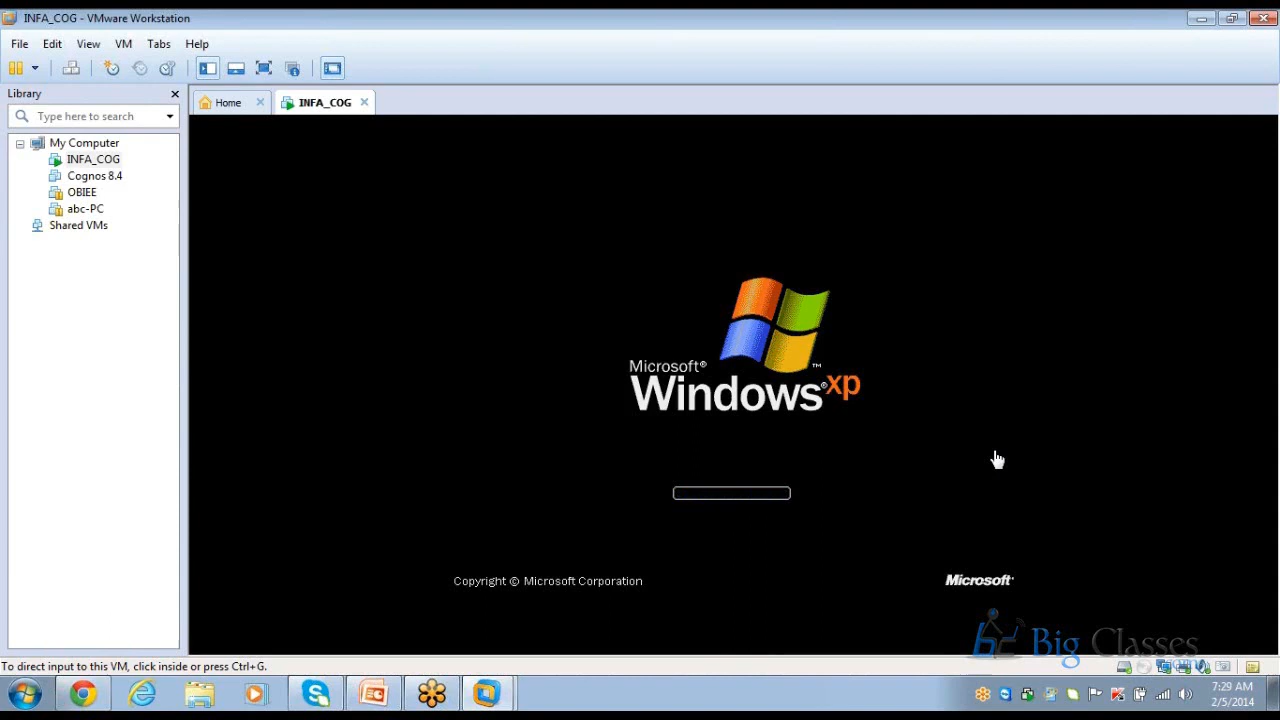 INFA_COG - VMware Workstation
File Edit View VM Tabs Help
Library
Type here to search
My Computer
INFA_COG
Cognos 8.4
OBIEE
abc-PC
Shared VMs
Home
INFA_COG
Microsoft®
Windows® xp ™
Copyright © Microsoft Corporation
Microsoft®
Big Classes
To direct input to this VM, click inside or press Ctrl+G.
7:29 AM
2/5/2014